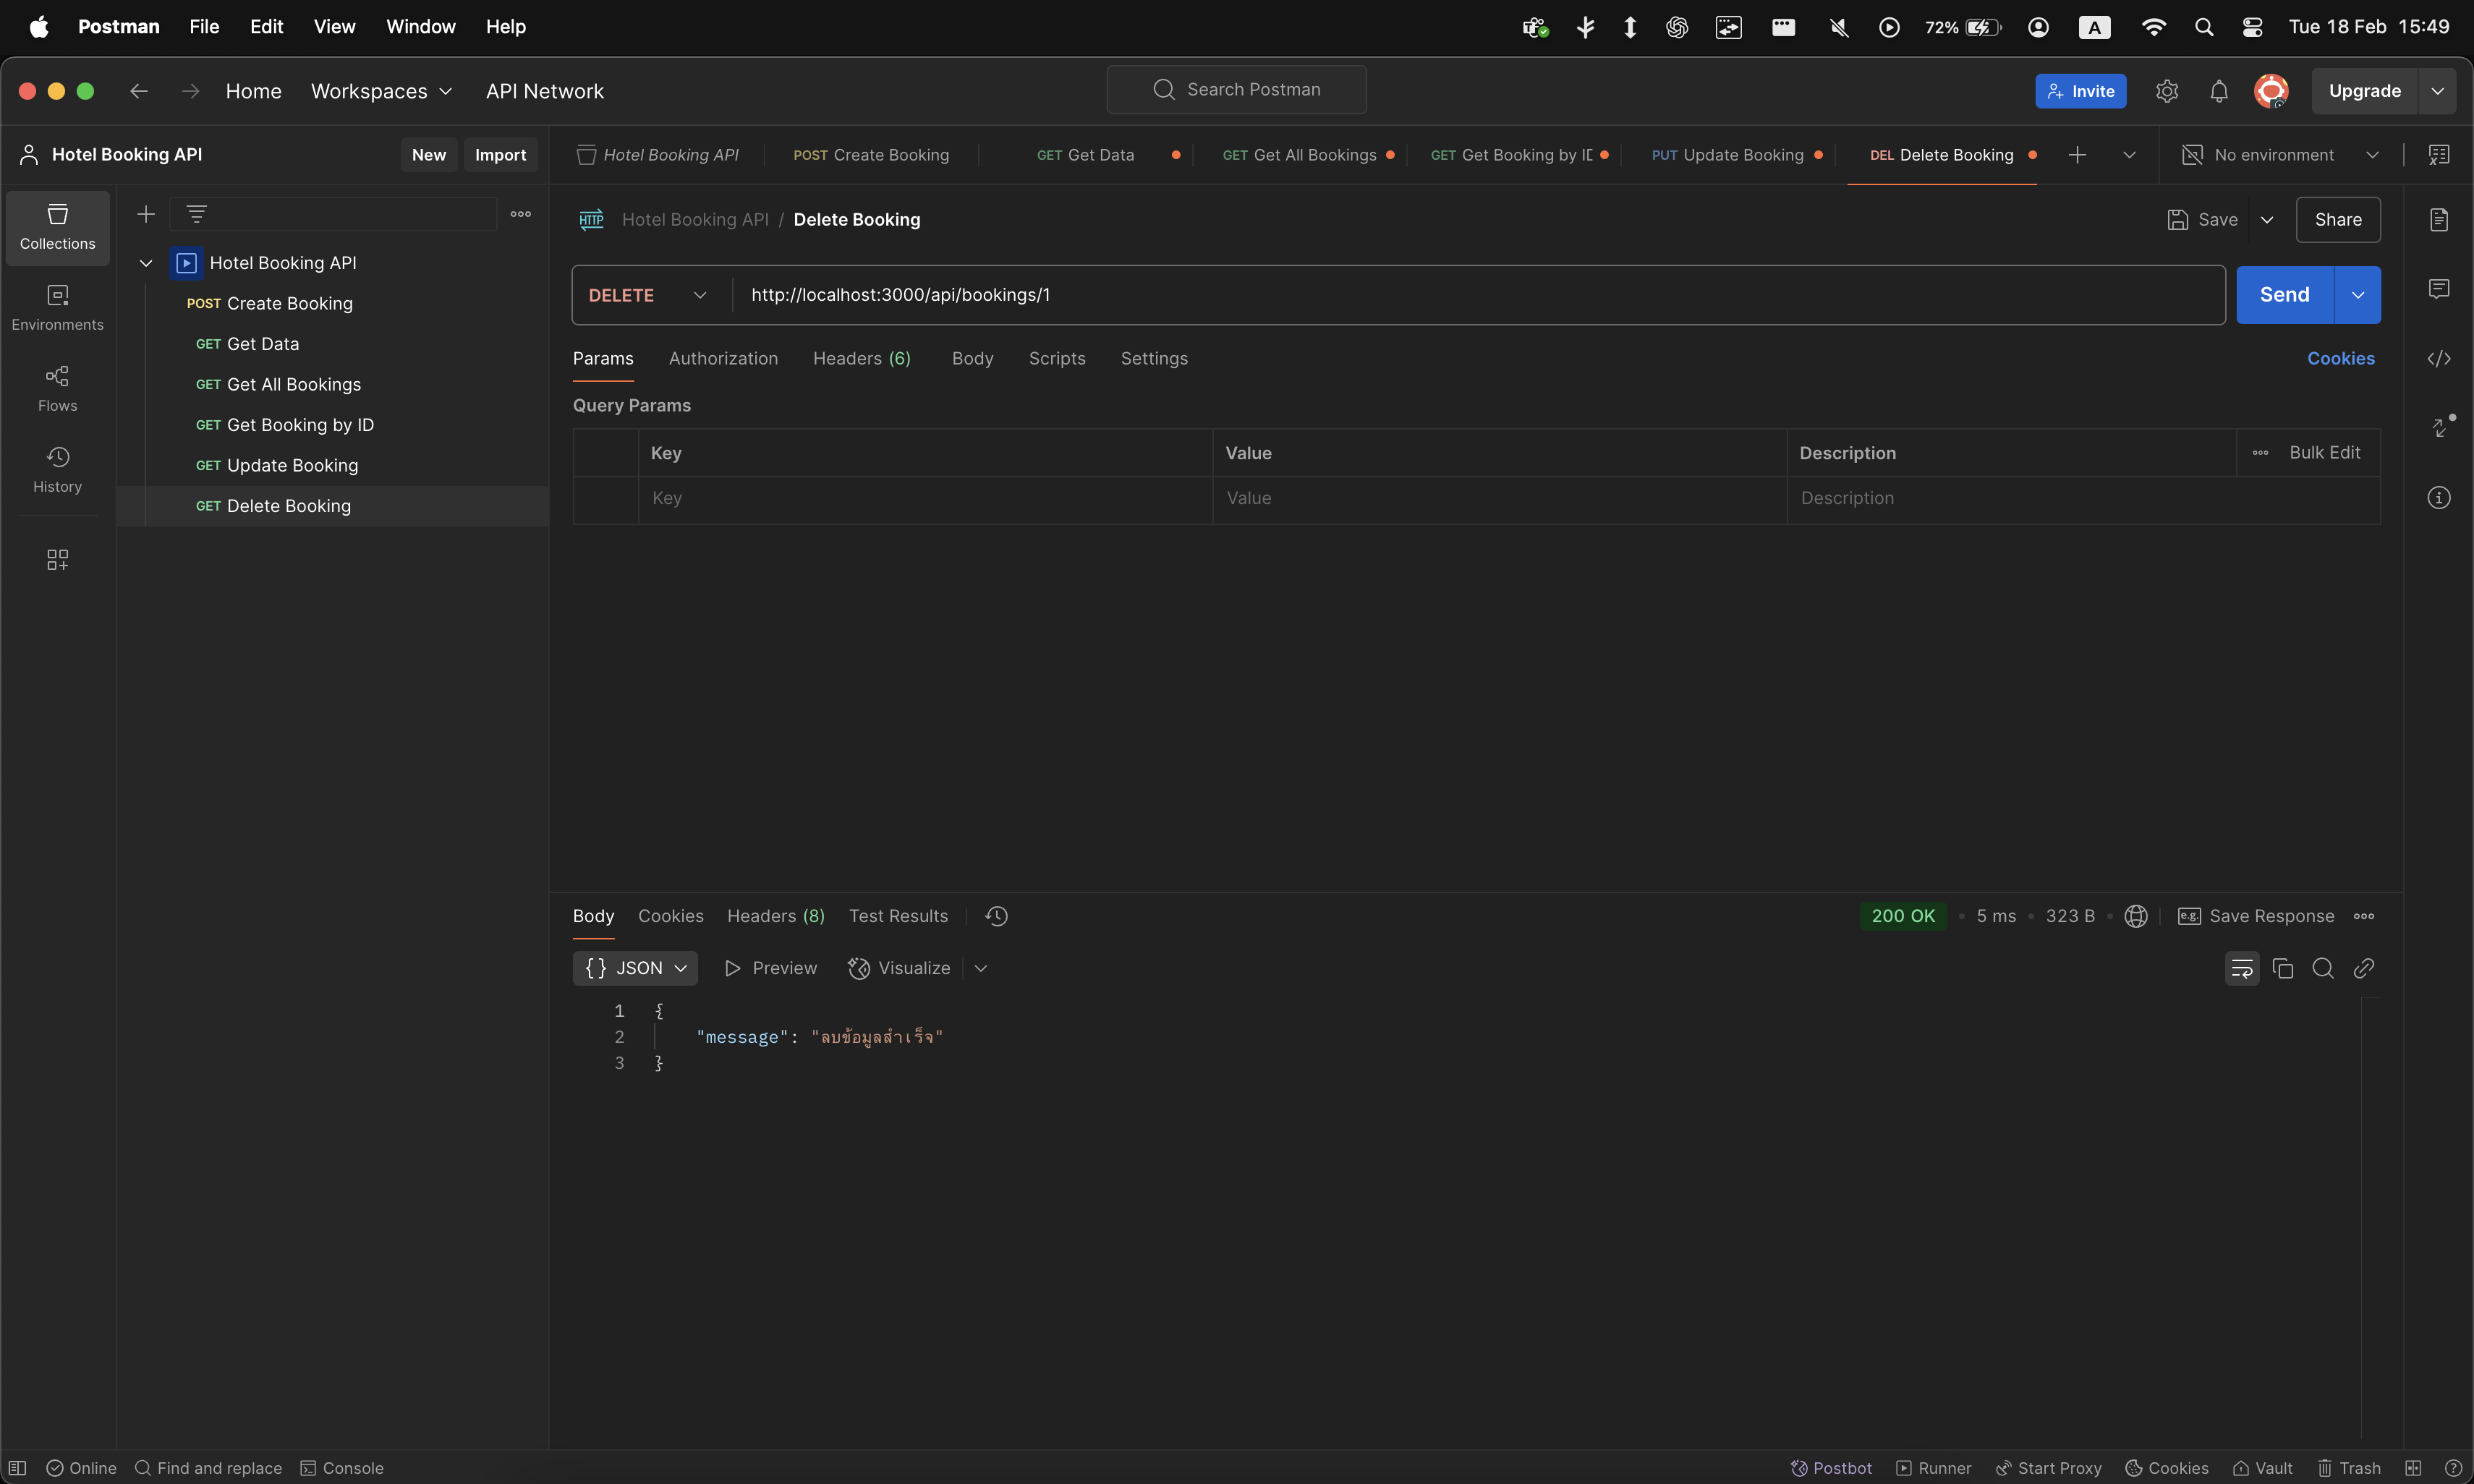 Postman File Edit View Window Help 72% A Tue 18 Feb 15:49
Home Workspaces API Network Search Postman Invite Upgrade
Hotel Booking API New Import
Hotel Booking API POST Create Booking GET Get Data GET Get All Bookings GET Get Booking by ID PUT Update Booking DEL Delete Booking No environment
Collections
Environments
Flows
History
Hotel Booking API
POST Create Booking
GET Get Data
GET Get All Bookings
GET Get Booking by ID
GET Update Booking
GET Delete Booking
HTTP Hotel Booking API / Delete Booking Save Share
DELETE http://localhost:3000/api/bookings/1 Send
Params Authorization Headers (6) Body Scripts Settings Cookies
Query Params
Key Value Description Bulk Edit
Key Value Description
Body Cookies Headers (8) Test Results 200 OK • 5 ms • 323 B • e.g. Save Response
{} JSON Preview Visualize
1 {
2 "message": "ลบข้อมูลสำเร็จ"
3 }
Online Find and replace Console Postbot Runner Start Proxy Cookies Vault Trash